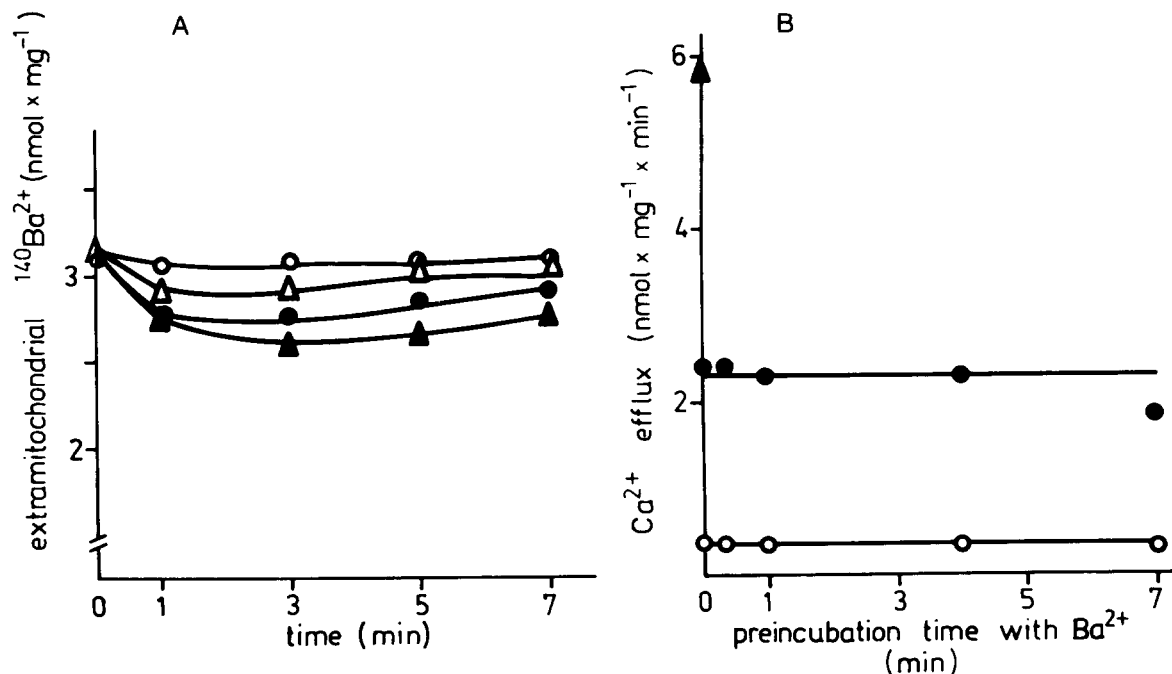 A
extramitochondrial ¹⁴⁰Ba²⁺ (nmol × mg⁻¹)
3
2
0 1 3 5 7
time (min)
B
Ca²⁺ efflux (nmol × mg⁻¹ × min⁻¹)
6
4
2
0 1 3 5 7
preincubation time with Ba²⁺
(min)